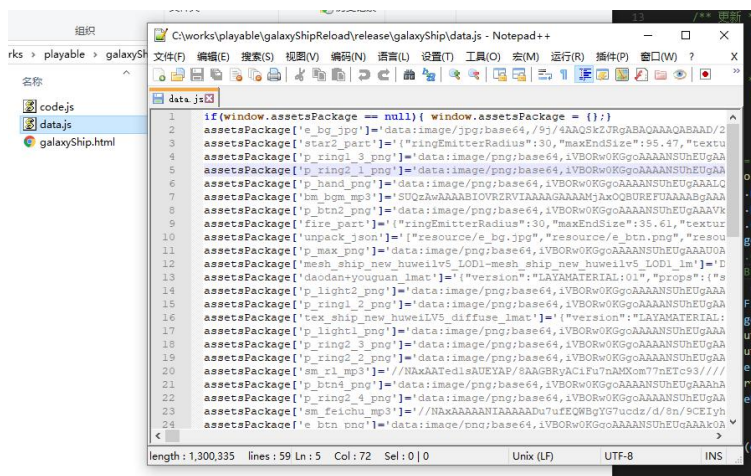 组织
rks > playable > galaxySh
名称
code.js
data.js
galaxyShip.html
C:\works\playable\galaxyShipReload\release\galaxyShip\data.js - Notepad++
文件(F) 编辑(E) 搜索(S) 视图(V) 编码(N) 语言(L) 设置(T) 工具(O) 宏(M) 运行(R) 插件(P) 窗口(W) ? X
data.js
1 if(window.assetsPackage == null){ window.assetsPackage = {};}
2 assetsPackage['e_bg_jpg']='data:image/jpg;base64,/9j/4AAQSkZJRgABAQAAAQABAAD/2
3 assetsPackage['star2_part']='{"ringEmitterRadius":30,"maxEndSize":95.47,"textu
4 assetsPackage['p_ring1_3_png']='data:image/png;base64,iVBORw0KGgoAAAANSUhEUgAA
5 assetsPackage['p_ring2_1_png']='data:image/png;base64,iVBORw0KGgoAAAANSUhEUgAA
6 assetsPackage['p_hand_png']='data:image/png;base64,iVBORw0KGgoAAAANSUhEUgAAALQ
7 assetsPackage['bm_bgm_mp3']='SUQzAwAAAABIOVRZRVIAAAAGAAAAMjAxOQBUREFUAAAABgAAA
8 assetsPackage['p_btn2_png']='data:image/png;base64,iVBORw0KGgoAAAANSUhEUgAAAVk
9 assetsPackage['fire_part']='{"ringEmitterRadius":30,"maxEndSize":35.61,"textur
10 assetsPackage['unpack_json']='["resource/e_bg.jpg","resource/e_btn.png","resou
11 assetsPackage['p_max_png']='data:image/png;base64,iVBORw0KGgoAAAANSUhEUgAAAU0A
12 assetsPackage['mesh_ship_new_huweilv5_LOD1-mesh_ship_new_huweilv5_LOD1_lm']='D
13 assetsPackage['daodan+youguan_lmat']='{"version":"LAYAMATERIAL:01","props":{"s
14 assetsPackage['p_light2_png']='data:image/png;base64,iVBORw0KGgoAAAANSUhEUgAAA
15 assetsPackage['p_ring1_2_png']='data:image/png;base64,iVBORw0KGgoAAAANSUhEUgAA
16 assetsPackage['tex_ship_new_huweiLV5_diffuse_lmat']='{"version":"LAYAMATERIAL:
17 assetsPackage['p_light1_png']='data:image/png;base64,iVBORw0KGgoAAAANSUhEUgAAA
18 assetsPackage['p_ring2_3_png']='data:image/png;base64,iVBORw0KGgoAAAANSUhEUgAA
19 assetsPackage['p_ring2_2_png']='data:image/png;base64,iVBORw0KGgoAAAANSUhEUgAA
20 assetsPackage['sm_rl_mp3']='//NAxAATedlsAUEYAP/8AAGBRyACiFu7nAMXom77nETc93////
21 assetsPackage['p_btn4_png']='data:image/png;base64,iVBORw0KGgoAAAANSUhEUgAAAhA
22 assetsPackage['p_ring2_4_png']='data:image/png;base64,iVBORw0KGgoAAAANSUhEUgAA
23 assetsPackage['sm_feichu_mp3']='//NAxAAAAANIAAAAADu7ufEQWBgYG7ucdz/d/8n/9CEIyh
24 assetsPackage['e_btn_png']='data:image/png;base64,iVBORw0KGgoAAAANSUhEUgAAAk0A
length : 1,300,335 lines : 59 Ln : 5 Col : 72 Sel : 0 | 0 Unix (LF) UTF-8 INS
13 /** 更新